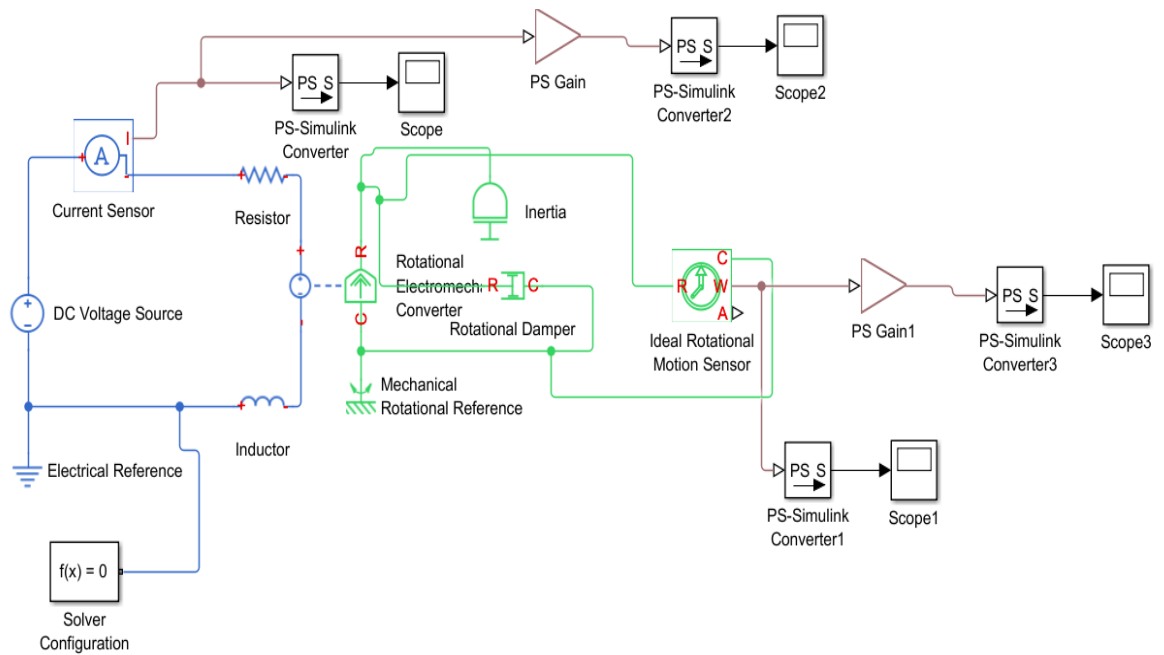 PS S
PS Gain
PS-Simulink
Converter2
Scope2
PS S
PS-Simulink
Converter
Scope
I
A
+
-
Current Sensor
+
-
Resistor
Inertia
+
-
R
C
Rotational
Electromech
Converter
R
C
Rotational Damper
C
R
W
A
Ideal Rotational
Motion Sensor
PS Gain1
PS S
PS-Simulink
Converter3
Scope3
+
-
DC Voltage Source
Mechanical
Rotational Reference
+
-
Inductor
Electrical Reference
PS S
PS-Simulink
Converter1
Scope1
f(x) = 0
Solver
Configuration